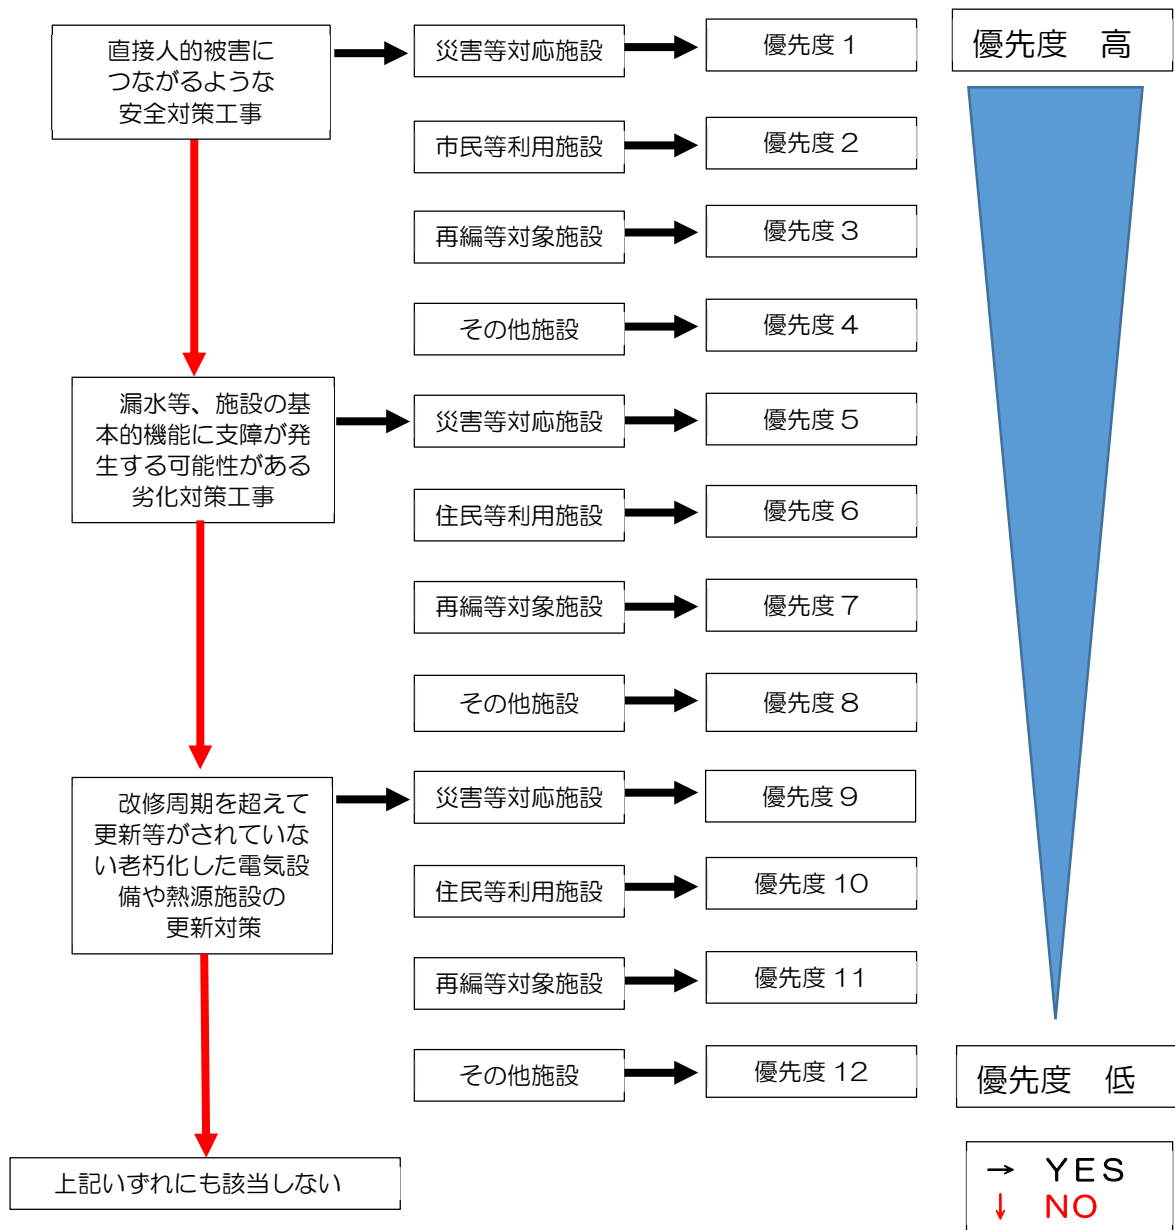 直接人的被害に
つながるような
安全対策工事
災害等対応施設
優先度1
市民等利用施設
優先度2
再編等対象施設
優先度3
その他施設
優先度4
漏水等、施設の基
本的機能に支障が発
生する可能性がある
劣化対策工事
災害等対応施設
優先度5
住民等利用施設
優先度6
再編等対象施設
優先度7
その他施設
優先度8
改修周期を超えて
更新等がされていな
い老朽化した電気設
備や熱源施設の
更新対策
災害等対応施設
優先度9
住民等利用施設
優先度10
再編等対象施設
優先度11
その他施設
優先度12
上記いずれにも該当しない
優先度 高
優先度 低
→ YES
↓ NO